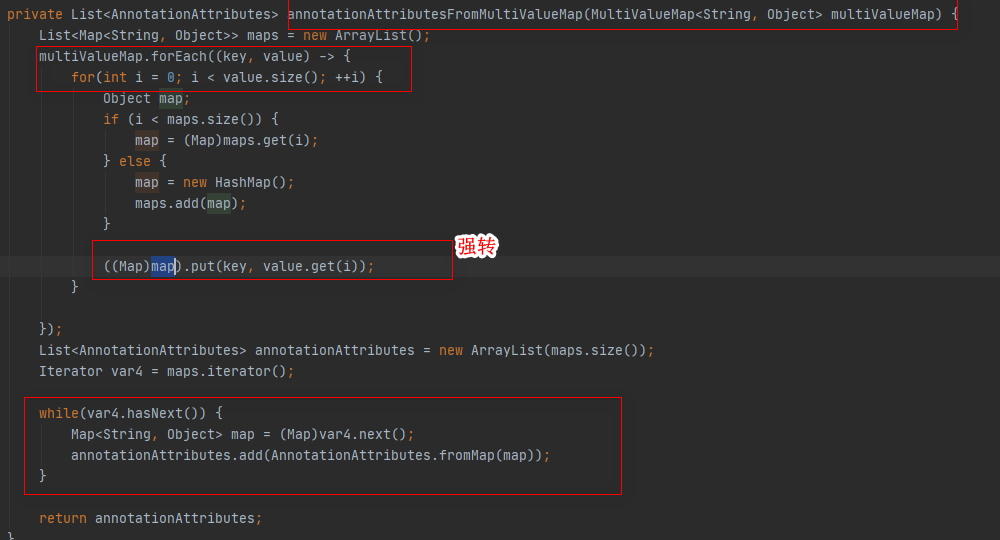 private List<AnnotationAttributes> annotationAttributesFromMultiValueMap(MultiValueMap<String, Object> multiValueMap) {
    List<Map<String, Object>> maps = new ArrayList();
    multiValueMap.forEach((key, value) -> {
        for(int i = 0; i < value.size(); ++i) {
            Object map;
            if (i < maps.size()) {
                map = (Map)maps.get(i);
            } else {
                map = new HashMap();
                maps.add(map);
            }
强转
            ((Map)map).put(key, value.get(i));
        }
    });
    List<AnnotationAttributes> annotationAttributes = new ArrayList(maps.size());
    Iterator var4 = maps.iterator();
    while(var4.hasNext()) {
        Map<String, Object> map = (Map)var4.next();
        annotationAttributes.add(AnnotationAttributes.fromMap(map));
    }
    return annotationAttributes;
}